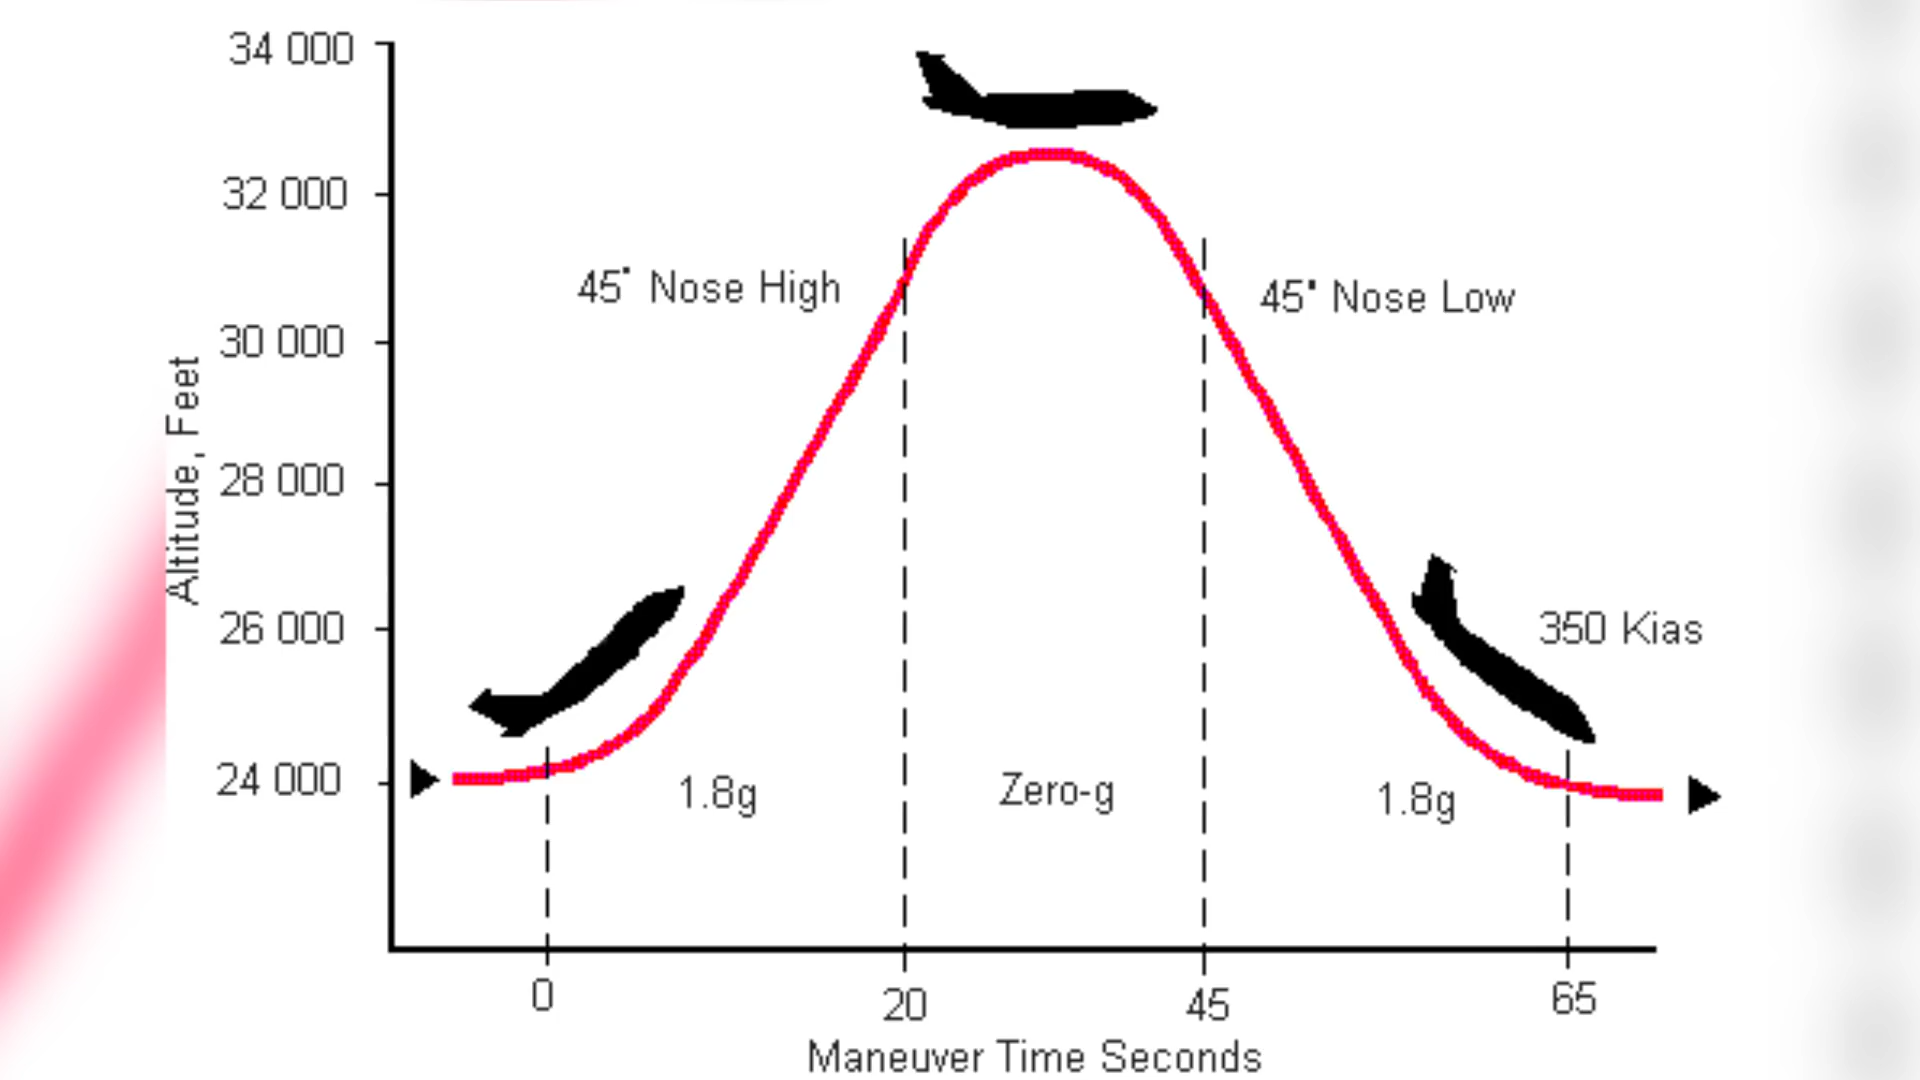 34 000
32 000
45° Nose High
45° Nose Low
30 000
Altitude, Feet
28 000
26 000
350 Kias
24 000
1.8g
Zero-g
1.8g
0
20
45
65
Maneuver Time Seconds